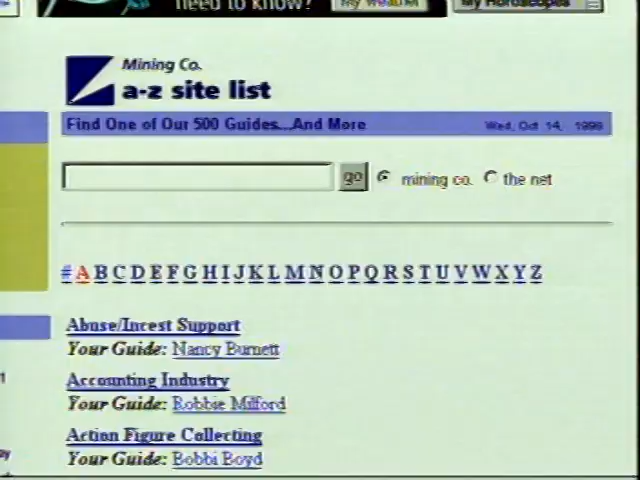 need to know?
My Weather
My Horoscopes
Mining Co.
a-z site list
Find One of Our 500 Guides...And More
Wed, Oct 14, 1998
go
mining co.
the net
# A B C D E F G H I J K L M N O P Q R S T U V W X Y Z
Abuse/Incest Support
Your Guide: Nancy Burnett
Accounting Industry
Your Guide: Robbie Milford
Action Figure Collecting
Your Guide: Bobbi Boyd